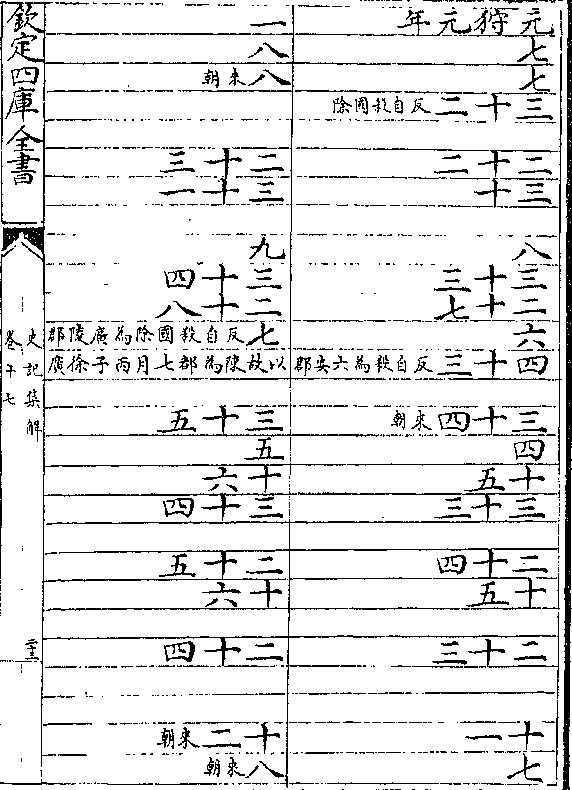 元狩元年
七
七
三十二反自殺國除
二十二
三十
八
三十三
二十七
六
四十三反自殺為六安郡
三十四來朝
四
十五
三十三
二十四
十五
二十三
十一
七
一
八
八來朝
二十三
三十一
九
三十四
二十八
七反自殺國除為廣陵郡
以故陳為郡七月丙子徐廣
三十五
五
十六
三十四
二十五
十六
二十四
十二來朝
八來朝
欽定四庫全書
史記集解
卷十七